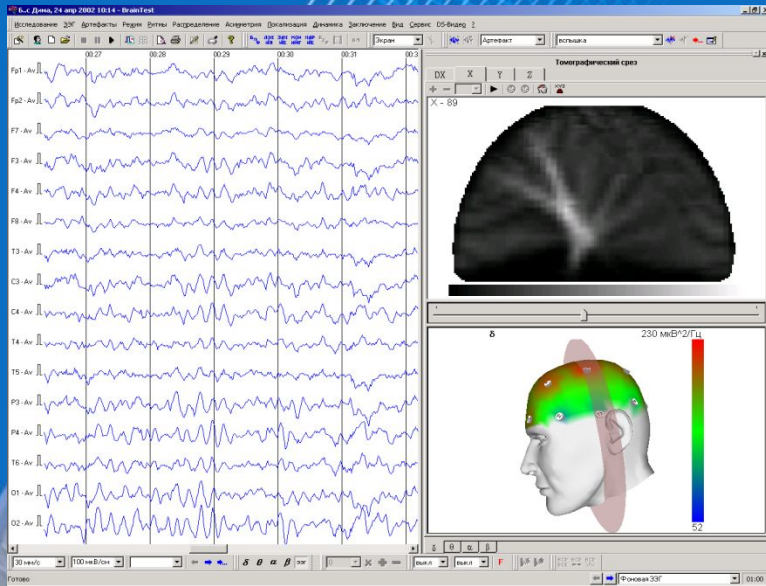 Б.с Дима, 24 апр 2002 10:14 - BrainTest
Исследование ЭЭГ Артефакты Режим Ритмы Распределение Асимметрия Локализация Динамика Заключение Вид Сервис DS-Видео ?
Экран Артефакт вспышка
00:27 00:28 00:29 00:30 00:31 00:3
Fp1 - Av
Fp2 - Av
F7 - Av
F3 - Av
F4 - Av
F8 - Av
T3 - Av
C3 - Av
C4 - Av
T4 - Av
T5 - Av
P3 - Av
P4 - Av
T6 - Av
O1 - Av
O2 - Av
Томографический срез
DX X Y Z
X - 89
δ 230 мкВ^2/Гц
52
δ θ α β
30 мм/с 100 мкВ/см δ θ α β ЭЭГ 0 выкл выкл F
Готово Фоновая ЭЭГ 01:00